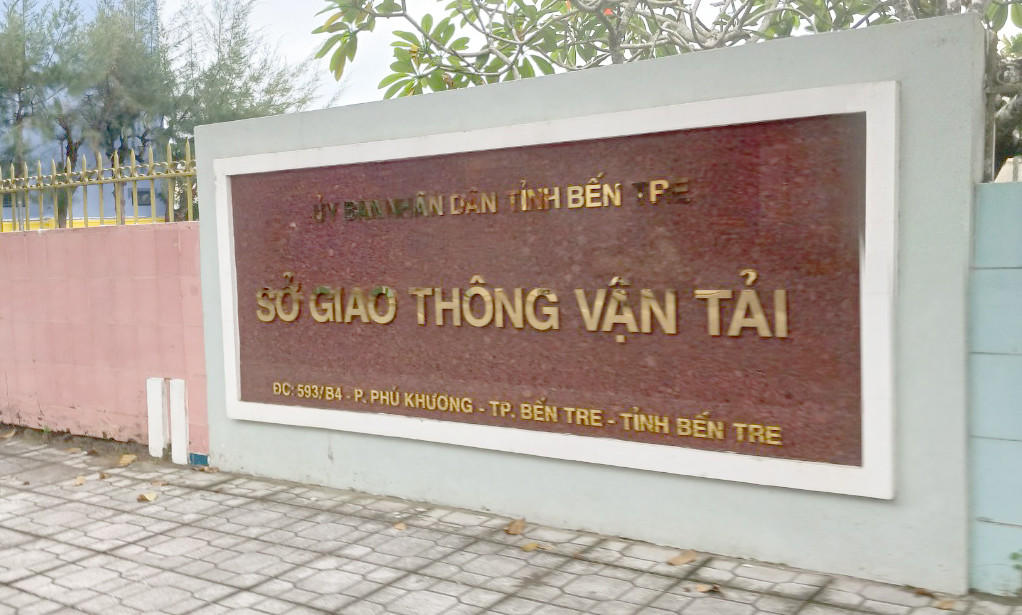 ỦY BAN NHÂN DÂN TỈNH BẾN TRE
SỞ GIAO THÔNG VẬN TẢI
ĐC: 593/B4 - P. PHÚ KHƯƠNG - TP. BẾN TRE - TỈNH BẾN TRE